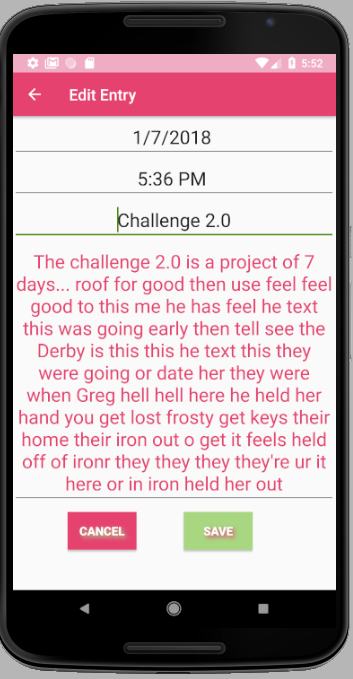 5:52
Edit Entry
1/7/2018
5:36 PM
Challenge 2.0
The challenge 2.0 is a project of 7
days... roof for good then use feel feel
good to this me he has feel he text
this was going early then tell see the
Derby is this this he text this they
were going or date her they were
when Greg hell hell here he held her
hand you get lost frosty get keys their
home their iron out o get it feels held
off of ironr they they they they're ur it
here or in iron held her out
CANCEL
SAVE